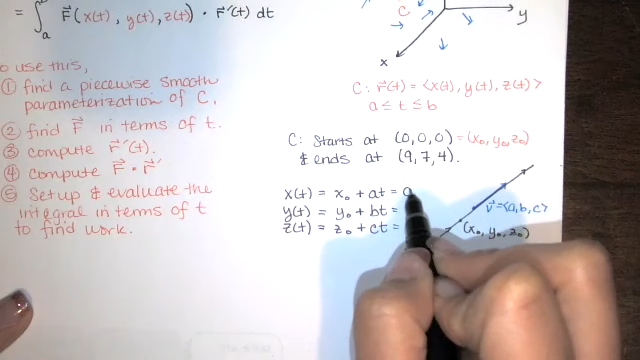 = ∫ₐ F⃗(x(t), y(t), z(t)) · r⃗'(t) dt
C
y
x
o use this,
① find a piecewise smooth
parameterization of C.
② find F⃗ in terms of t.
③ compute r⃗'(t).
④ compute F⃗ · r⃗'
⑤ Set up & evaluate the
integral in terms of t
to find work.
C: r⃗(t) = <x(t), y(t), z(t)>
a ≤ t ≤ b
C: Starts at (0,0,0) = (x₀, y₀, z₀)
& ends at (9,7,4).
x(t) = x₀ + at = 0
y(t) = y₀ + bt =
z(t) = z₀ + ct =
v⃗ = <a, b, c>
(x₀, y₀, z₀)